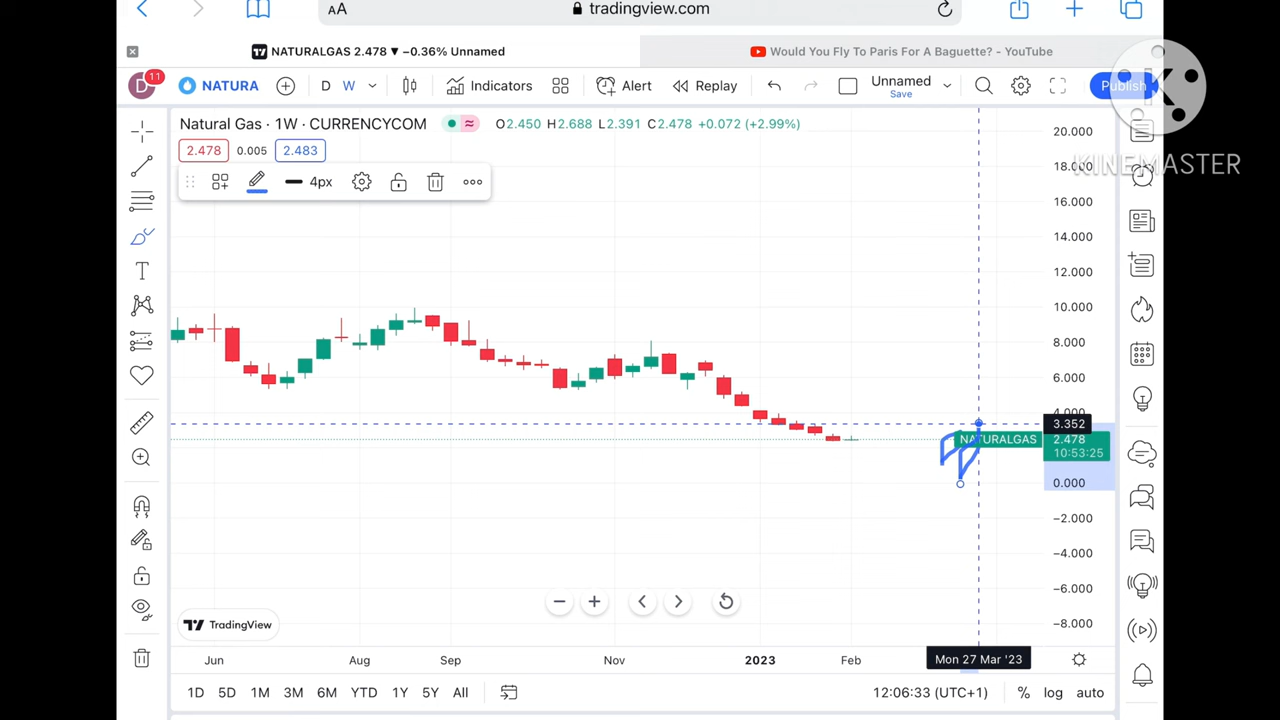 AA
tradingview.com
NATURALGAS 2.478 ▼ −0.36% Unnamed
Would You Fly To Paris For A Baguette? - YouTube
D 11
NATURA
D W
Indicators
Alert
Replay
Unnamed
Save
Publish
KINEMASTER
Natural Gas · 1W · CURRENCYCOM
O2.450 H2.688 L2.391 C2.478 +0.072 (+2.99%)
2.478 0.005 2.483
4px
T
20.000
18.000
16.000
14.000
12.000
10.000
8.000
6.000
4.000
3.352
NATURALGAS 2.478
10:53:25
0.000
−2.000
−4.000
−6.000
−8.000
TradingView
Jun Aug Sep Nov 2023 Feb Mon 27 Mar '23
1D 5D 1M 3M 6M YTD 1Y 5Y All
12:06:33 (UTC+1) % log auto